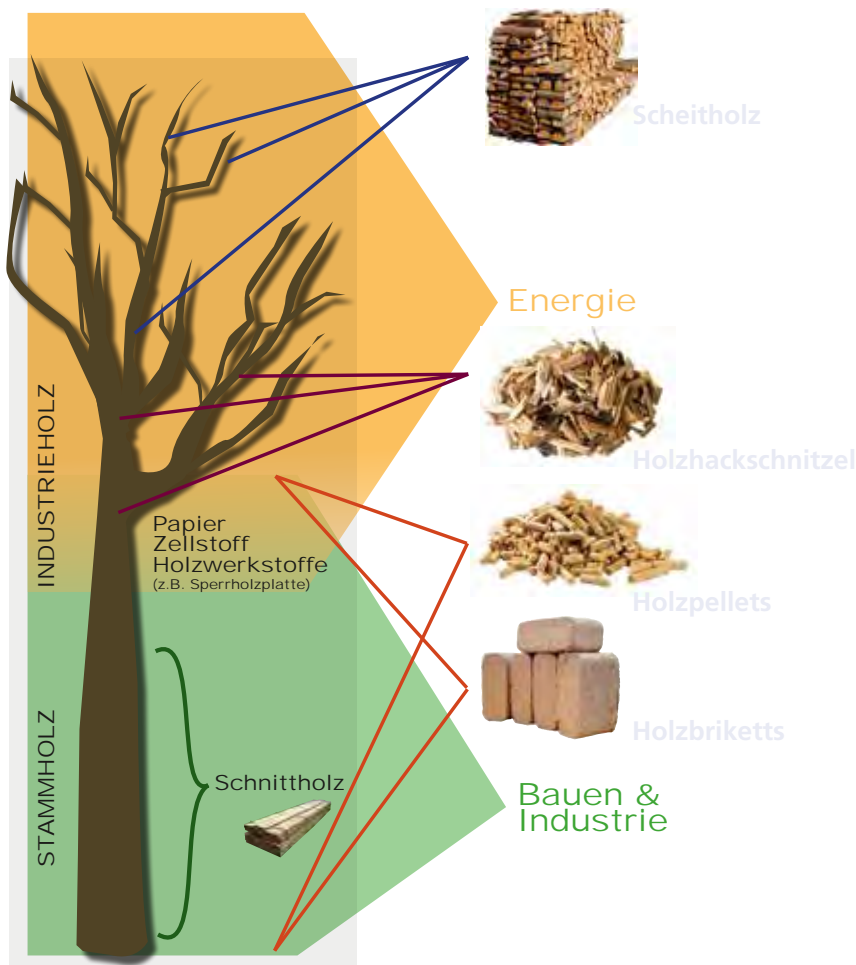 Scheitholz
Energie
Holzhackschnitzel
INDUSTRIEHOLZ
Papier
Zellstoff
Holzwerkstoffe
(z.B. Sperrholzplatte)
Holzpellets
Holzbriketts
STAMMHOLZ
Schnittholz
Bauen &
Industrie